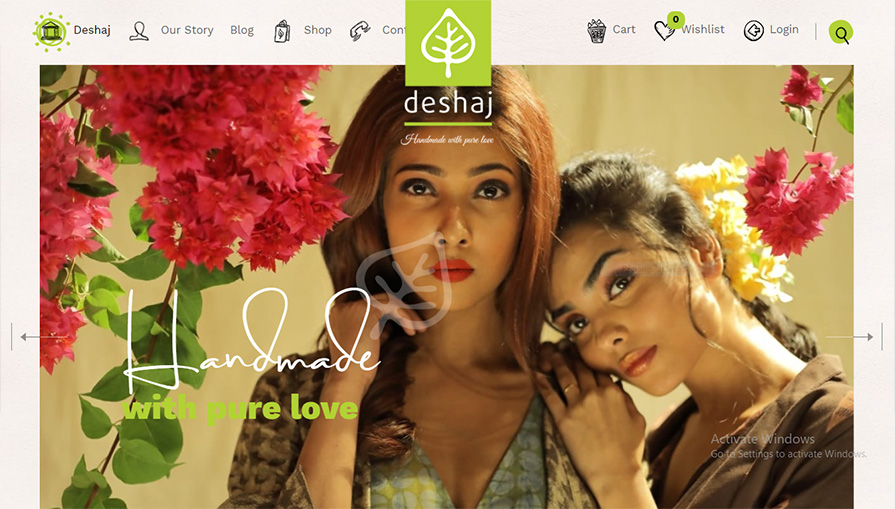 Deshaj
Our Story
Blog
Shop
Con
Cart
0
Wishlist
Login
deshaj
Handmade with pure love
Handmade
with pure love
Activate Windows
Go to Settings to activate Windows.